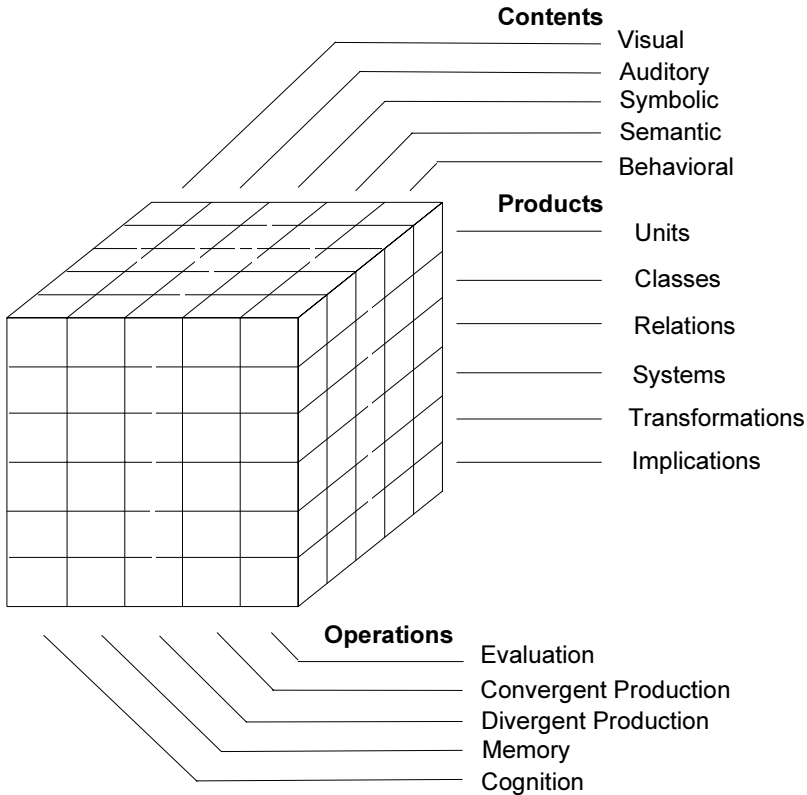 Contents
Visual
Auditory
Symbolic
Semantic
Behavioral
Products
Units
Classes
Relations
Systems
Transformations
Implications
Operations
Evaluation
Convergent Production
Divergent Production
Memory
Cognition